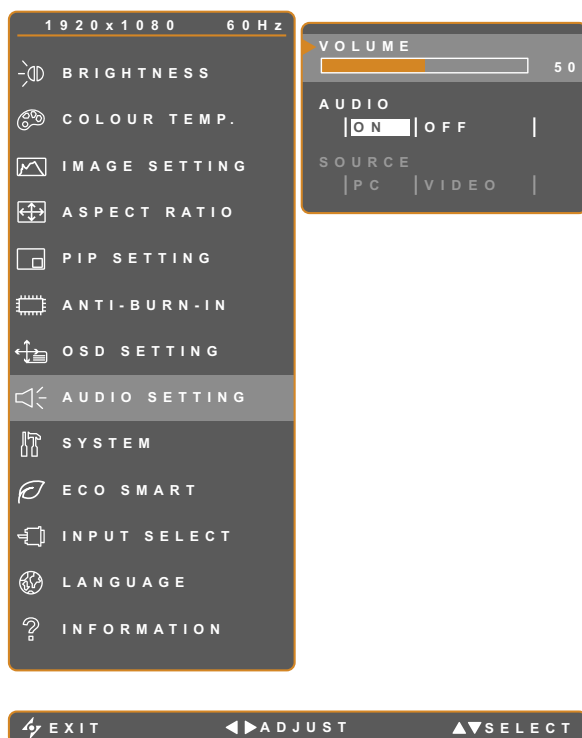 1920x1080 60Hz
BRIGHTNESS
COLOUR TEMP.
IMAGE SETTING
ASPECT RATIO
PIP SETTING
ANTI-BURN-IN
OSD SETTING
AUDIO SETTING
SYSTEM
ECO SMART
INPUT SELECT
LANGUAGE
INFORMATION
VOLUME
50
AUDIO
ON OFF
SOURCE
PC VIDEO
EXIT ADJUST SELECT